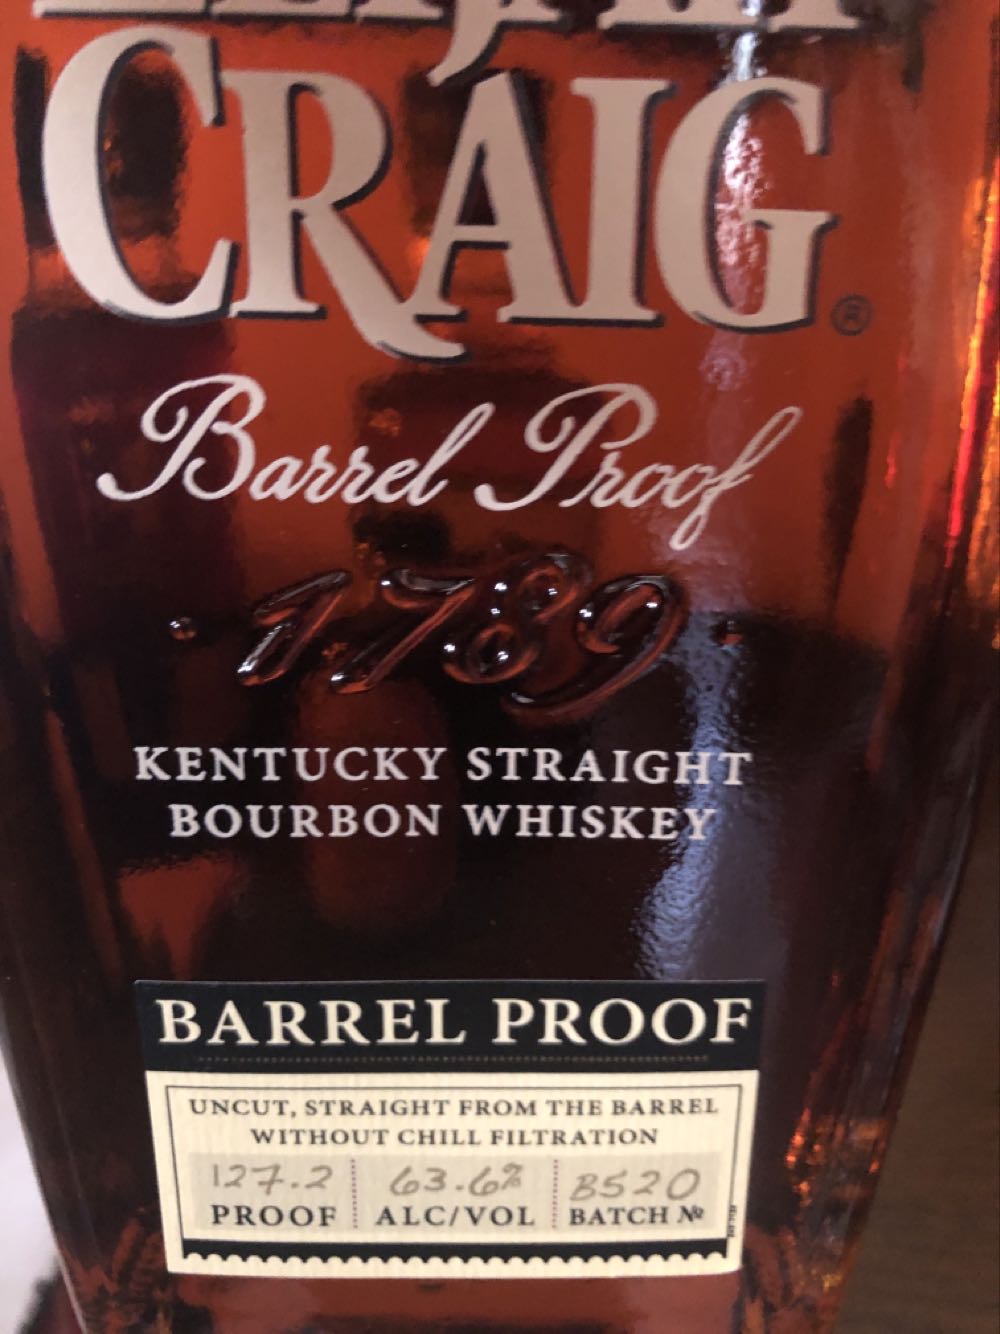 CRAIG ®
Barrel Proof
1789
KENTUCKY STRAIGHT
BOURBON WHISKEY
BARREL PROOF
UNCUT, STRAIGHT FROM THE BARREL
WITHOUT CHILL FILTRATION
127.2 63.6% B520
PROOF ALC/VOL BATCH №